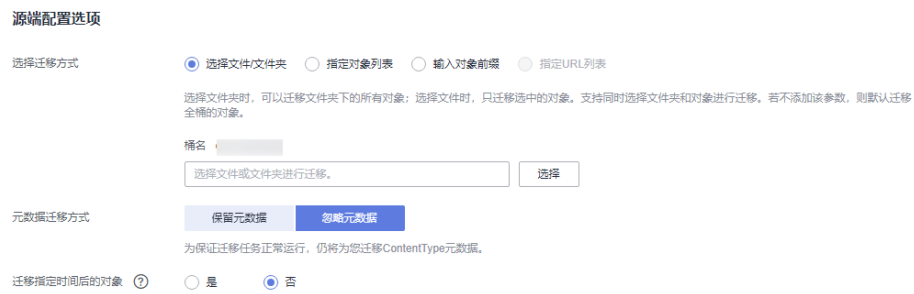 源端配置选项
选择迁移方式 选择文件/文件夹 指定对象列表 输入对象前缀 指定URL列表
选择文件夹时，可以迁移文件夹下的所有对象；选择文件时，只迁移选中的对象。支持同时选择文件夹和对象进行迁移。若不添加该参数，则默认迁移
全桶的对象。
桶名
选择文件或文件夹进行迁移。 选择
元数据迁移方式 保留元数据 忽略元数据
为保证迁移任务正常运行，仍将为您迁移ContentType元数据。
迁移指定时间后的对象 ? 是 否